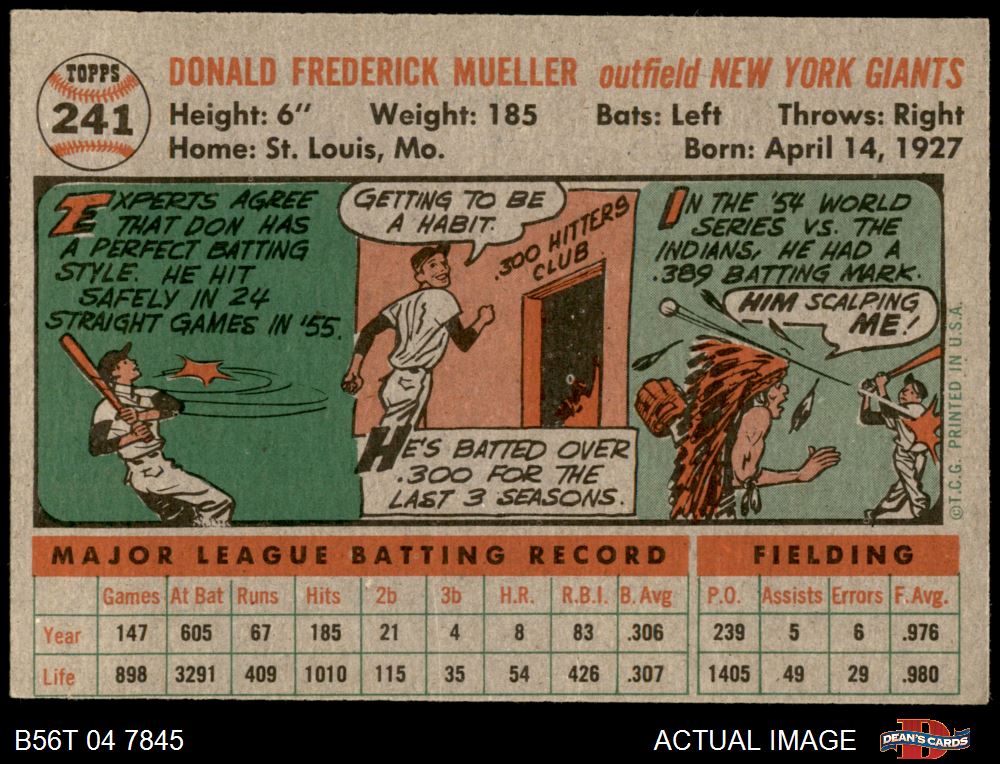 TOPPS
241
DONALD FREDERICK MUELLER outfield NEW YORK GIANTS
Height: 6" Weight: 185 Bats: Left Throws: Right
Home: St. Louis, Mo. Born: April 14, 1927
EXPERTS AGREE
THAT DON HAS
A PERFECT BATTING
STYLE. HE HIT
SAFELY IN 24
STRAIGHT GAMES IN '55.
GETTING TO BE
A HABIT.
.300 HITTERS
CLUB
HE'S BATTED OVER
.300 FOR THE
LAST 3 SEASONS.
IN THE '54 WORLD
SERIES VS. THE
INDIANS, HE HAD A
.389 BATTING MARK.
HIM SCALPING
ME!
©T.C.G. PRINTED IN U.S.A.
MAJOR LEAGUE BATTING RECORD FIELDING
Games At Bat Runs Hits 2b 3b H.R. R.B.I. B. Avg P.O. Assists Errors F. Avg.
Year 147 605 67 185 21 4 8 83 .306 239 5 6 .976
Life 898 3291 409 1010 115 35 54 426 .307 1405 49 29 .980
B56T 04 7845 ACTUAL IMAGE DEAN'S CARDS